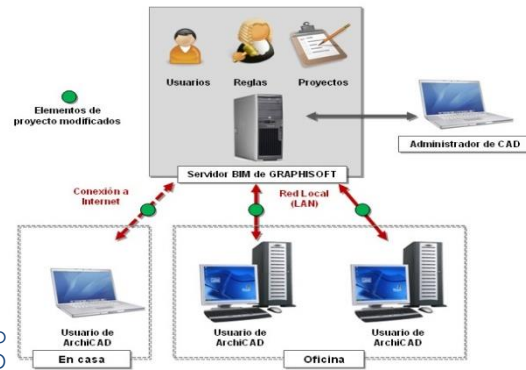 Usuarios
Reglas
Proyectos
Elementos de
proyecto modificados
Administrador de CAD
Servidor BIM de GRAPHISOFT
Conexión a
Internet
Red Local
(LAN)
Usuario de
ArchiCAD
Usuario de
ArchiCAD
Usuario de
ArchiCAD
En casa
Oficina